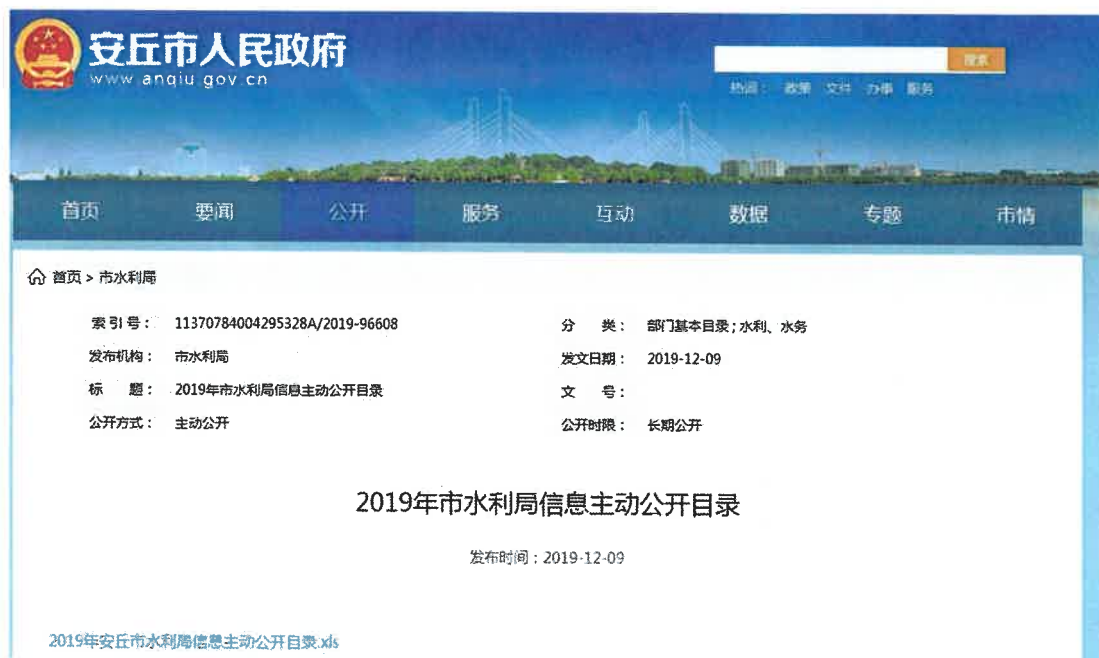 安丘市人民政府
www.anqiu.gov.cn
搜索
热词： 政策 文件 办事 服务
首页 要闻 公开 服务 互动 数据 专题 市情
首页 > 市水利局
索引号： 11370784004295328A/2019-96608 分 类： 部门基本目录；水利、水务
发布机构： 市水利局 发文日期： 2019-12-09
标 题： 2019年市水利局信息主动公开目录 文 号：
公开方式： 主动公开 公开时限： 长期公开
2019年市水利局信息主动公开目录
发布时间：2019-12-09
2019年安丘市水利局信息主动公开目录.xls